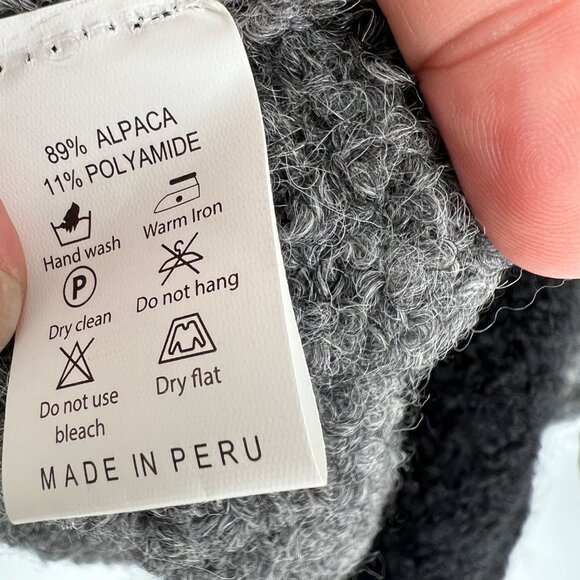 89% ALPACA
11% POLYAMIDE
Hand wash
Warm Iron
P
Dry clean
Do not hang
Do not use
bleach
Dry flat
MADE IN PERU